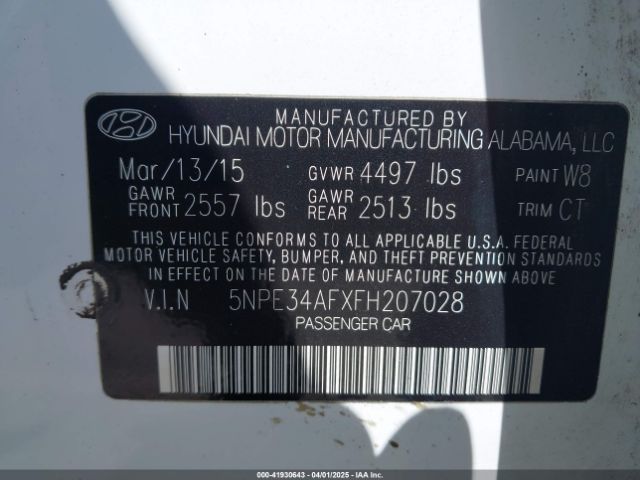 MANUFACTURED BY
HYUNDAI MOTOR MANUFACTURING ALABAMA, LLC
Mar/13/15 GVWR 4497 lbs PAINT W8
GAWR FRONT 2557 lbs GAWR REAR 2513 lbs TRIM CT
THIS VEHICLE CONFORMS TO ALL APPLICABLE U.S.A. FEDERAL
MOTOR VEHICLE SAFETY, BUMPER, AND THEFT PREVENTION STANDARDS
IN EFFECT ON THE DATE OF MANUFACTURE SHOWN ABOVE
V.I.N 5NPE34AFXFH207028
PASSENGER CAR
000-41930643 - 04/01/2025 - IAAI.COM